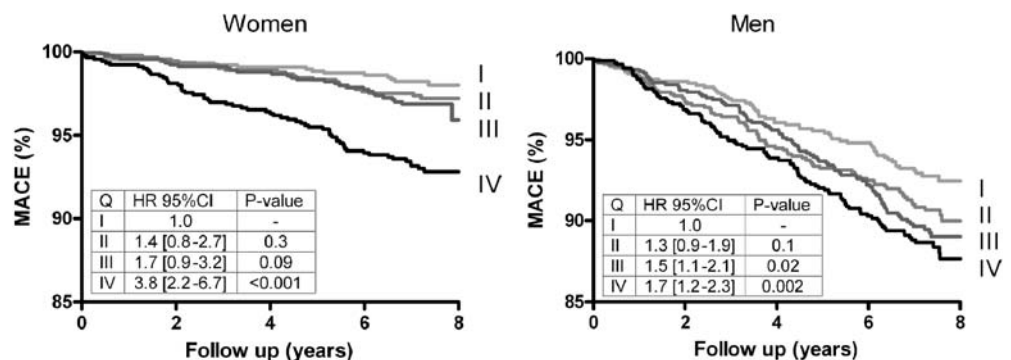 Women
MACE (%)
100
95
90
85
I
II
III
IV
Q HR 95%CI P-value
I 1.0 -
II 1.4 [0.8-2.7] 0.3
III 1.7 [0.9-3.2] 0.09
IV 3.8 [2.2-6.7] <0.001
0 2 4 6 8
Follow up (years)
Men
MACE (%)
100
95
90
85
I
II
III
IV
Q HR 95%CI P-value
I 1.0 -
II 1.3 [0.9-1.9] 0.1
III 1.5 [1.1-2.1] 0.02
IV 1.7 [1.2-2.3] 0.002
0 2 4 6 8
Follow up (years)